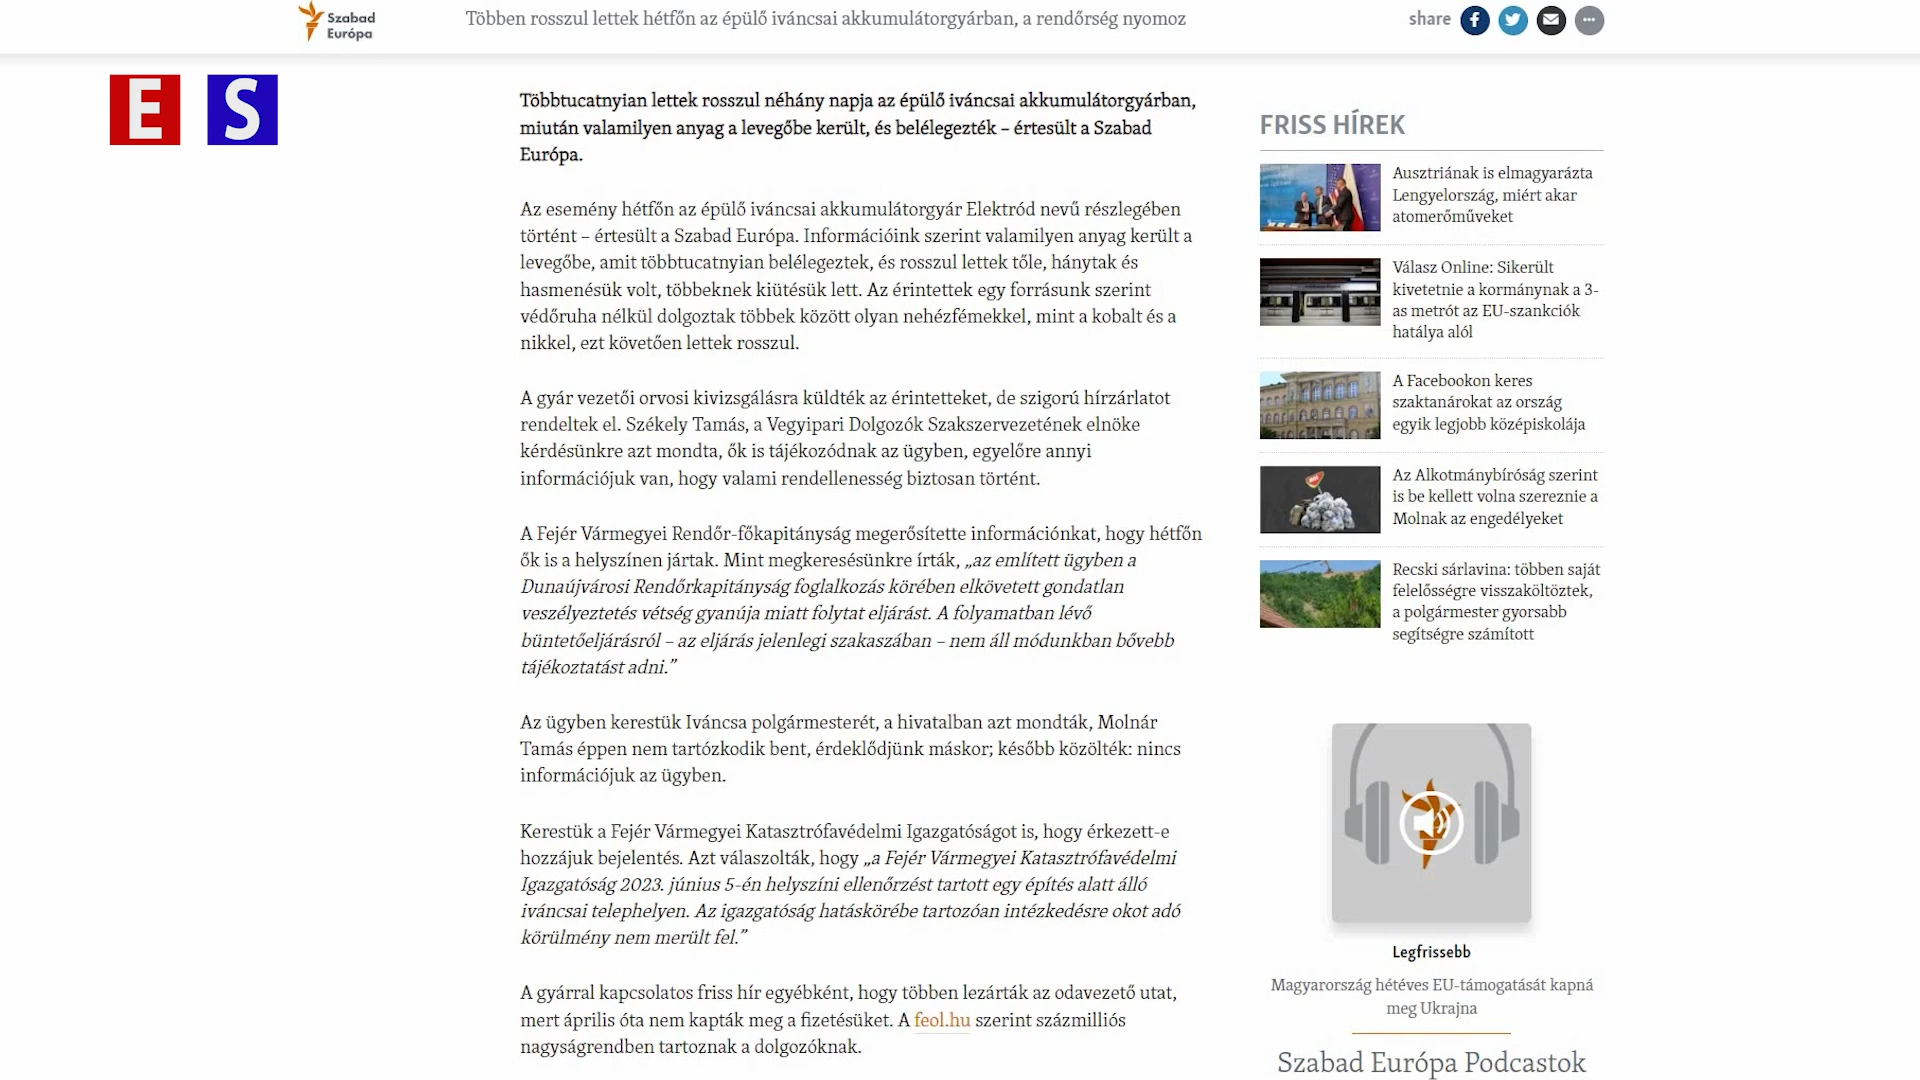 Szabad
Európa
Többen rosszul lettek hétfőn az épülő iváncsai akkumulátorgyárban, a rendőrség nyomoz
share
E S
Többtucatnyian lettek rosszul néhány napja az épülő iváncsai akkumulátorgyárban,
miután valamilyen anyag a levegőbe került, és belélegezték – értesült a Szabad
Európa.
Az esemény hétfőn az épülő iváncsai akkumulátorgyár Elektród nevű részlegében
történt – értesült a Szabad Európa. Információink szerint valamilyen anyag került a
levegőbe, amit többtucatnyian belélegeztek, és rosszul lettek tőle, hánytak és
hasmenésük volt, többeknek kiütésük lett. Az érintettek egy forrásunk szerint
védőruha nélkül dolgoztak többek között olyan nehézfémekkel, mint a kobalt és a
nikkel, ezt követően lettek rosszul.
A gyár vezetői orvosi kivizsgálásra küldték az érintetteket, de szigorú hírzárlatot
rendeltek el. Székely Tamás, a Vegyipari Dolgozók Szakszervezetének elnöke
kérdésünkre azt mondta, ők is tájékozódnak az ügyben, egyelőre annyi
információjuk van, hogy valami rendellenesség biztosan történt.
A Fejér Vármegyei Rendőr-főkapitányság megerősítette információnkat, hogy hétfőn
ők is a helyszínen jártak. Mint megkeresésünkre írták, „az említett ügyben a
Dunaújvárosi Rendőrkapitányság foglalkozás körében elkövetett gondatlan
veszélyeztetés vétség gyanúja miatt folytat eljárást. A folyamatban lévő
büntetőeljárásról – az eljárás jelenlegi szakaszában – nem áll módunkban bővebb
tájékoztatást adni.”
Az ügyben kerestük Iváncsa polgármesterét, a hivatalban azt mondták, Molnár
Tamás éppen nem tartózkodik bent, érdeklődjünk máskor; később közölték: nincs
információjuk az ügyben.
Kerestük a Fejér Vármegyei Katasztrófavédelmi Igazgatóságot is, hogy érkezett-e
hozzájuk bejelentés. Azt válaszolták, hogy „a Fejér Vármegyei Katasztrófavédelmi
Igazgatóság 2023. június 5-én helyszíni ellenőrzést tartott egy építés alatt álló
iváncsai telephelyen. Az igazgatóság hatáskörébe tartozóan intézkedésre okot adó
körülmény nem merült fel.”
A gyárral kapcsolatos friss hír egyébként, hogy többen lezárták az odavezető utat,
mert április óta nem kapták meg a fizetésüket. A feol.hu szerint százmilliós
nagyságrendben tartoznak a dolgozóknak.
FRISS HÍREK
Ausztriának is elmagyarázta
Lengyelország, miért akar
atomerőműveket
Válasz Online: Sikerült
kivetetnie a kormánynak a 3-
as metrót az EU-szankciók
hatálya alól
A Facebookon keres
szaktanárokat az ország
egyik legjobb középiskolája
Az Alkotmánybíróság szerint
is be kellett volna szereznie a
Molnak az engedélyeket
Recski sárlavina: többen saját
felelősségre visszaköltöztek,
a polgármester gyorsabb
segítségre számított
Legfrissebb
Magyarország hétéves EU-támogatását kapná
meg Ukrajna
Szabad Európa Podcastok